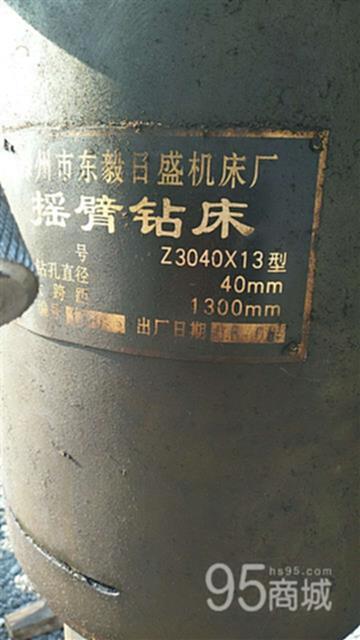 州市东毅日盛机床厂
摇臂钻床
号 Z3040X13型
钻孔直径 40mm
跨距 1300mm
编号 出厂日期
95商城
hs95.com